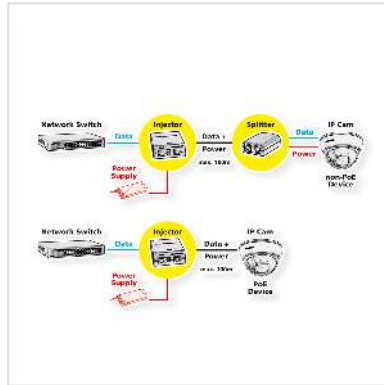 Network Switch
Injector
Splitter
IP Cam
Data
Data +
Power
max. 100m
Data
Power
Power
Supply
non-PoE
Device
Network Switch
Injector
IP Cam
Data
Data +
Power
max. 100m
Power
Supply
PoE
Device